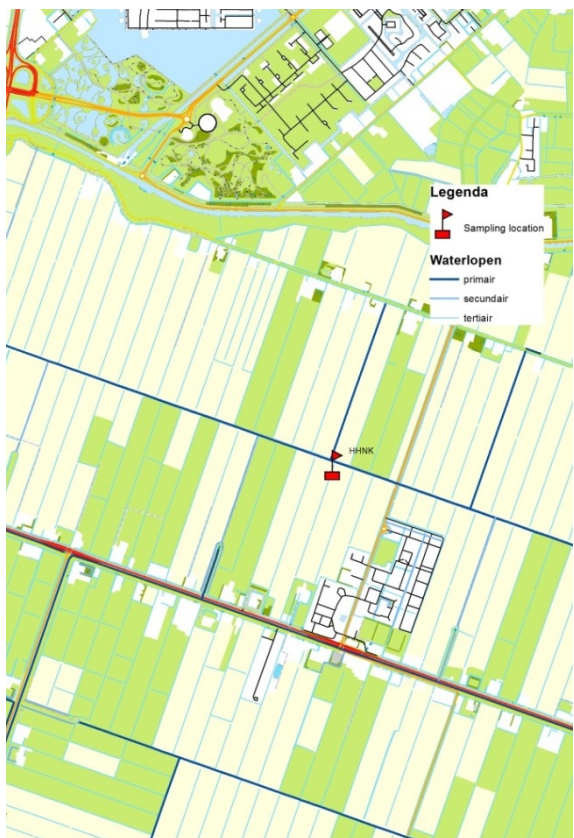 Legenda
Sampling location
Waterlopen
primair
secundair
tertiair
HHNK